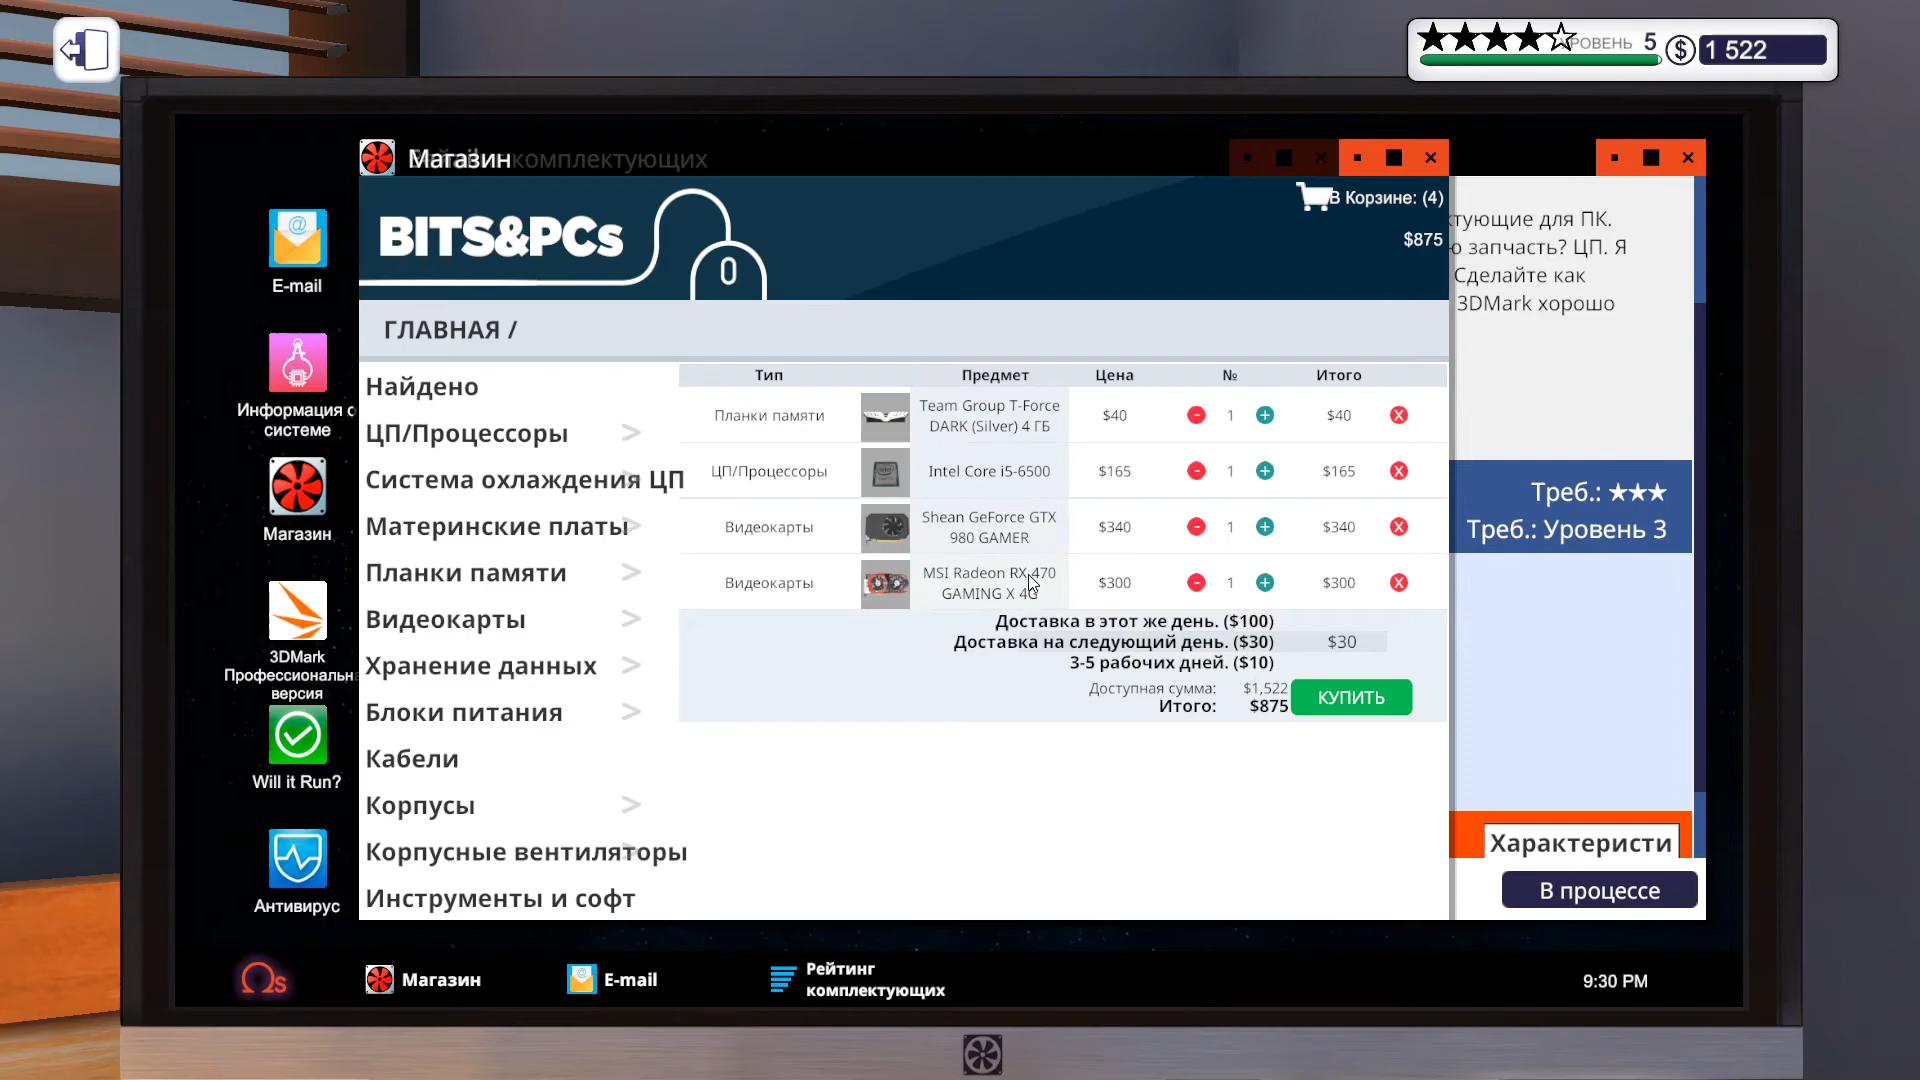 РОВЕНЬ 5
$ 1 522
Магазин комплектующих
E-mail
Информация о
системе
Магазин
3DMark
Профессиональн
версия
Will it Run?
Антивирус
BITS&PCs
В Корзине: (4)
$875
ГЛАВНАЯ /
Найдено
ЦП/Процессоры >
Система охлаждения ЦП
Материнские платы >
Планки памяти >
Видеокарты >
Хранение данных >
Блоки питания >
Кабели
Корпусы >
Корпусные вентиляторы
Инструменты и софт
Тип Предмет Цена № Итого
Планки памяти Team Group T-Force DARK (Silver) 4 ГБ $40 - 1 + $40 X
ЦП/Процессоры Intel Core i5-6500 $165 - 1 + $165 X
Видеокарты Shean GeForce GTX 980 GAMER $340 - 1 + $340 X
Видеокарты MSI Radeon RX 470 GAMING X 4G $300 - 1 + $300 X
Доставка в этот же день. ($100)
Доставка на следующий день. ($30) $30
3-5 рабочих дней. ($10)
Доступная сумма: $1,522
Итого: $875
КУПИТЬ
ктующие для ПК.
о запчасть? ЦП. Я
Сделайте как
3DMark хорошо
Треб.: ★★★
Треб.: Уровень 3
Характеристи
В процессе
Ωs
Магазин
E-mail
Рейтинг
комплектующих
9:30 PM